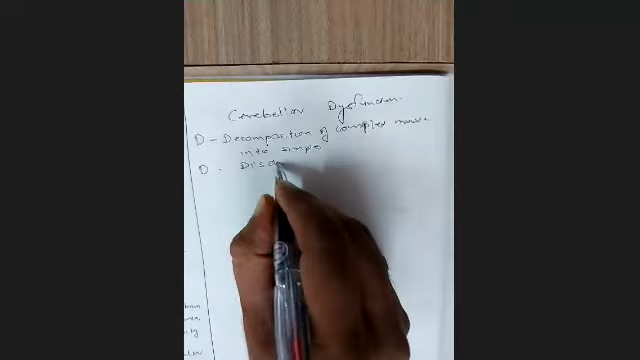 Cerebellar Dysfunction
D - Decomposition of complex move
into simple
D - Disd